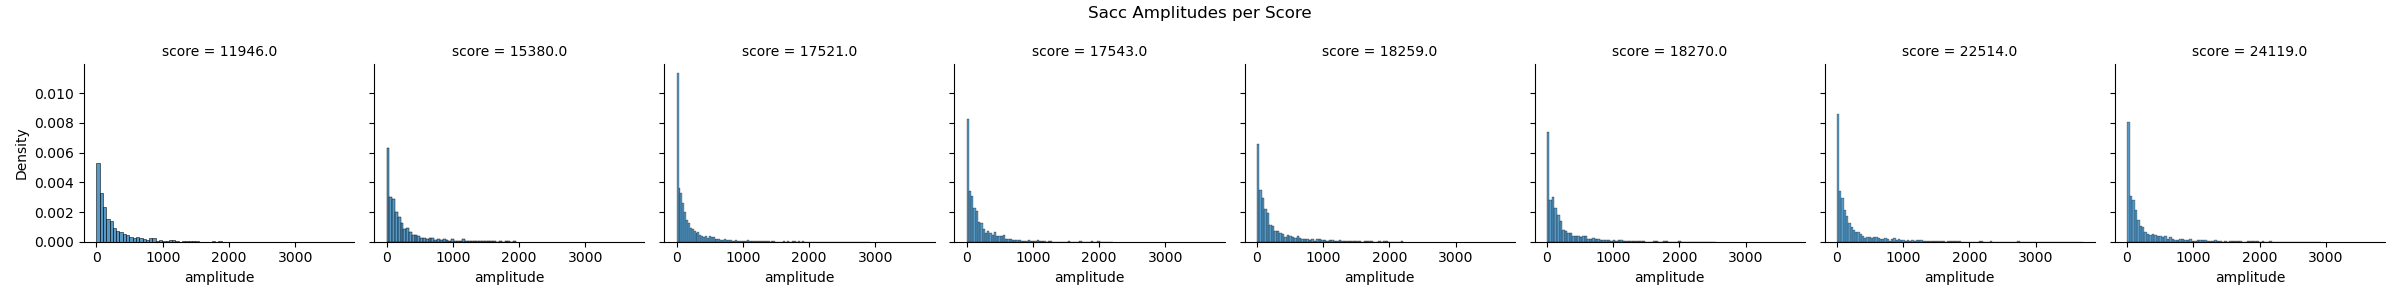 Sacc Amplitudes per Score
score = 11946.0
score = 15380.0
score = 17521.0
score = 17543.0
score = 18259.0
score = 18270.0
score = 22514.0
score = 24119.0
Density
0.010
0.008
0.006
0.004
0.002
0.000
0 1000 2000 3000
0 1000 2000 3000
0 1000 2000 3000
0 1000 2000 3000
0 1000 2000 3000
0 1000 2000 3000
0 1000 2000 3000
0 1000 2000 3000
amplitude
amplitude
amplitude
amplitude
amplitude
amplitude
amplitude
amplitude